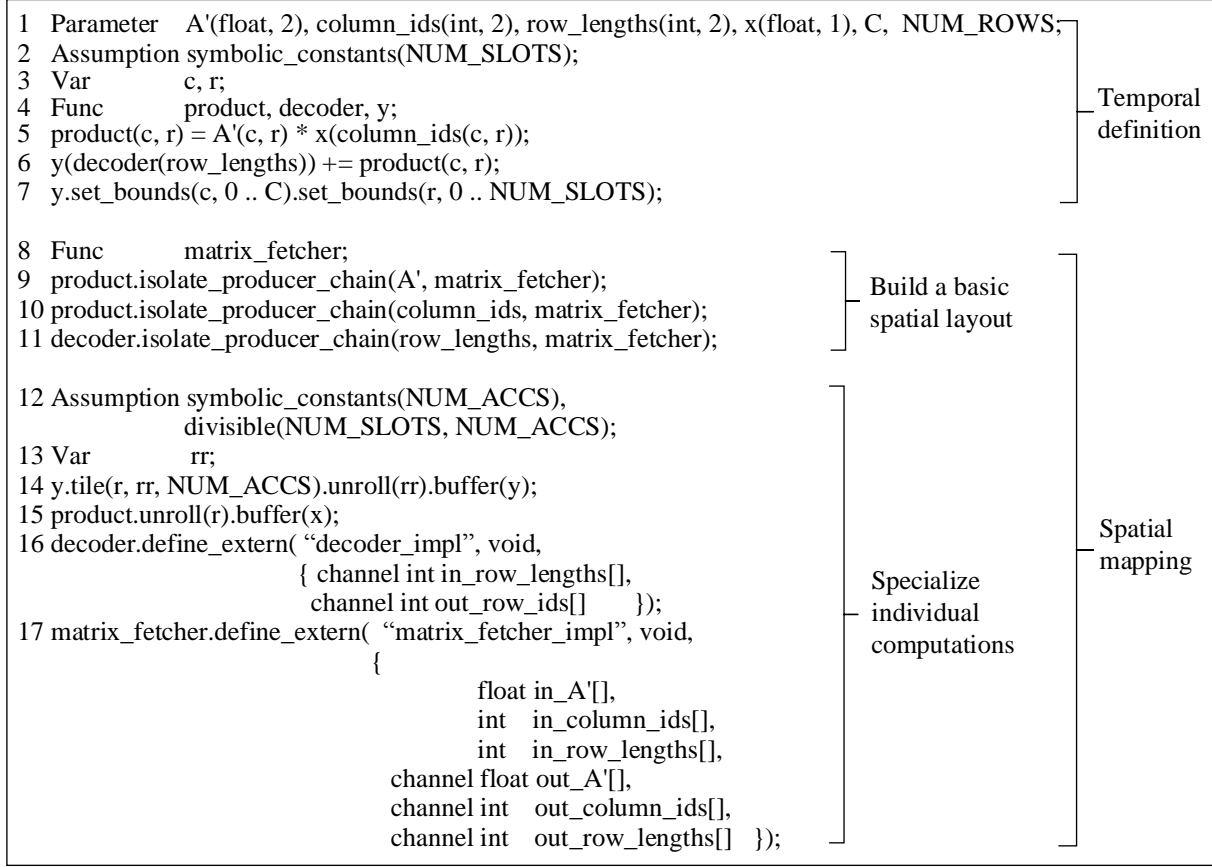 1 Parameter A'(float, 2), column_ids(int, 2), row_lengths(int, 2), x(float, 1), C, NUM_ROWS;
2 Assumption symbolic_constants(NUM_SLOTS);
3 Var c, r;
4 Func product, decoder, y;
5 product(c, r) = A'(c, r) * x(column_ids(c, r));
6 y(decoder(row_lengths)) += product(c, r);
7 y.set_bounds(c, 0 .. C).set_bounds(r, 0 .. NUM_SLOTS);
Temporal
definition
8 Func matrix_fetcher;
9 product.isolate_producer_chain(A', matrix_fetcher);
10 product.isolate_producer_chain(column_ids, matrix_fetcher);
11 decoder.isolate_producer_chain(row_lengths, matrix_fetcher);
Build a basic
spatial layout
12 Assumption symbolic_constants(NUM_ACCS),
divisible(NUM_SLOTS, NUM_ACCS);
13 Var rr;
14 y.tile(r, rr, NUM_ACCS).unroll(rr).buffer(y);
15 product.unroll(r).buffer(x);
16 decoder.define_extern( “decoder_impl”, void,
{ channel int in_row_lengths[],
channel int out_row_ids[] });
17 matrix_fetcher.define_extern( “matrix_fetcher_impl”, void,
{
float in_A'[],
int in_column_ids[],
int in_row_lengths[],
channel float out_A'[],
channel int out_column_ids[],
channel int out_row_lengths[] });
Specialize
individual
computations
Spatial
mapping